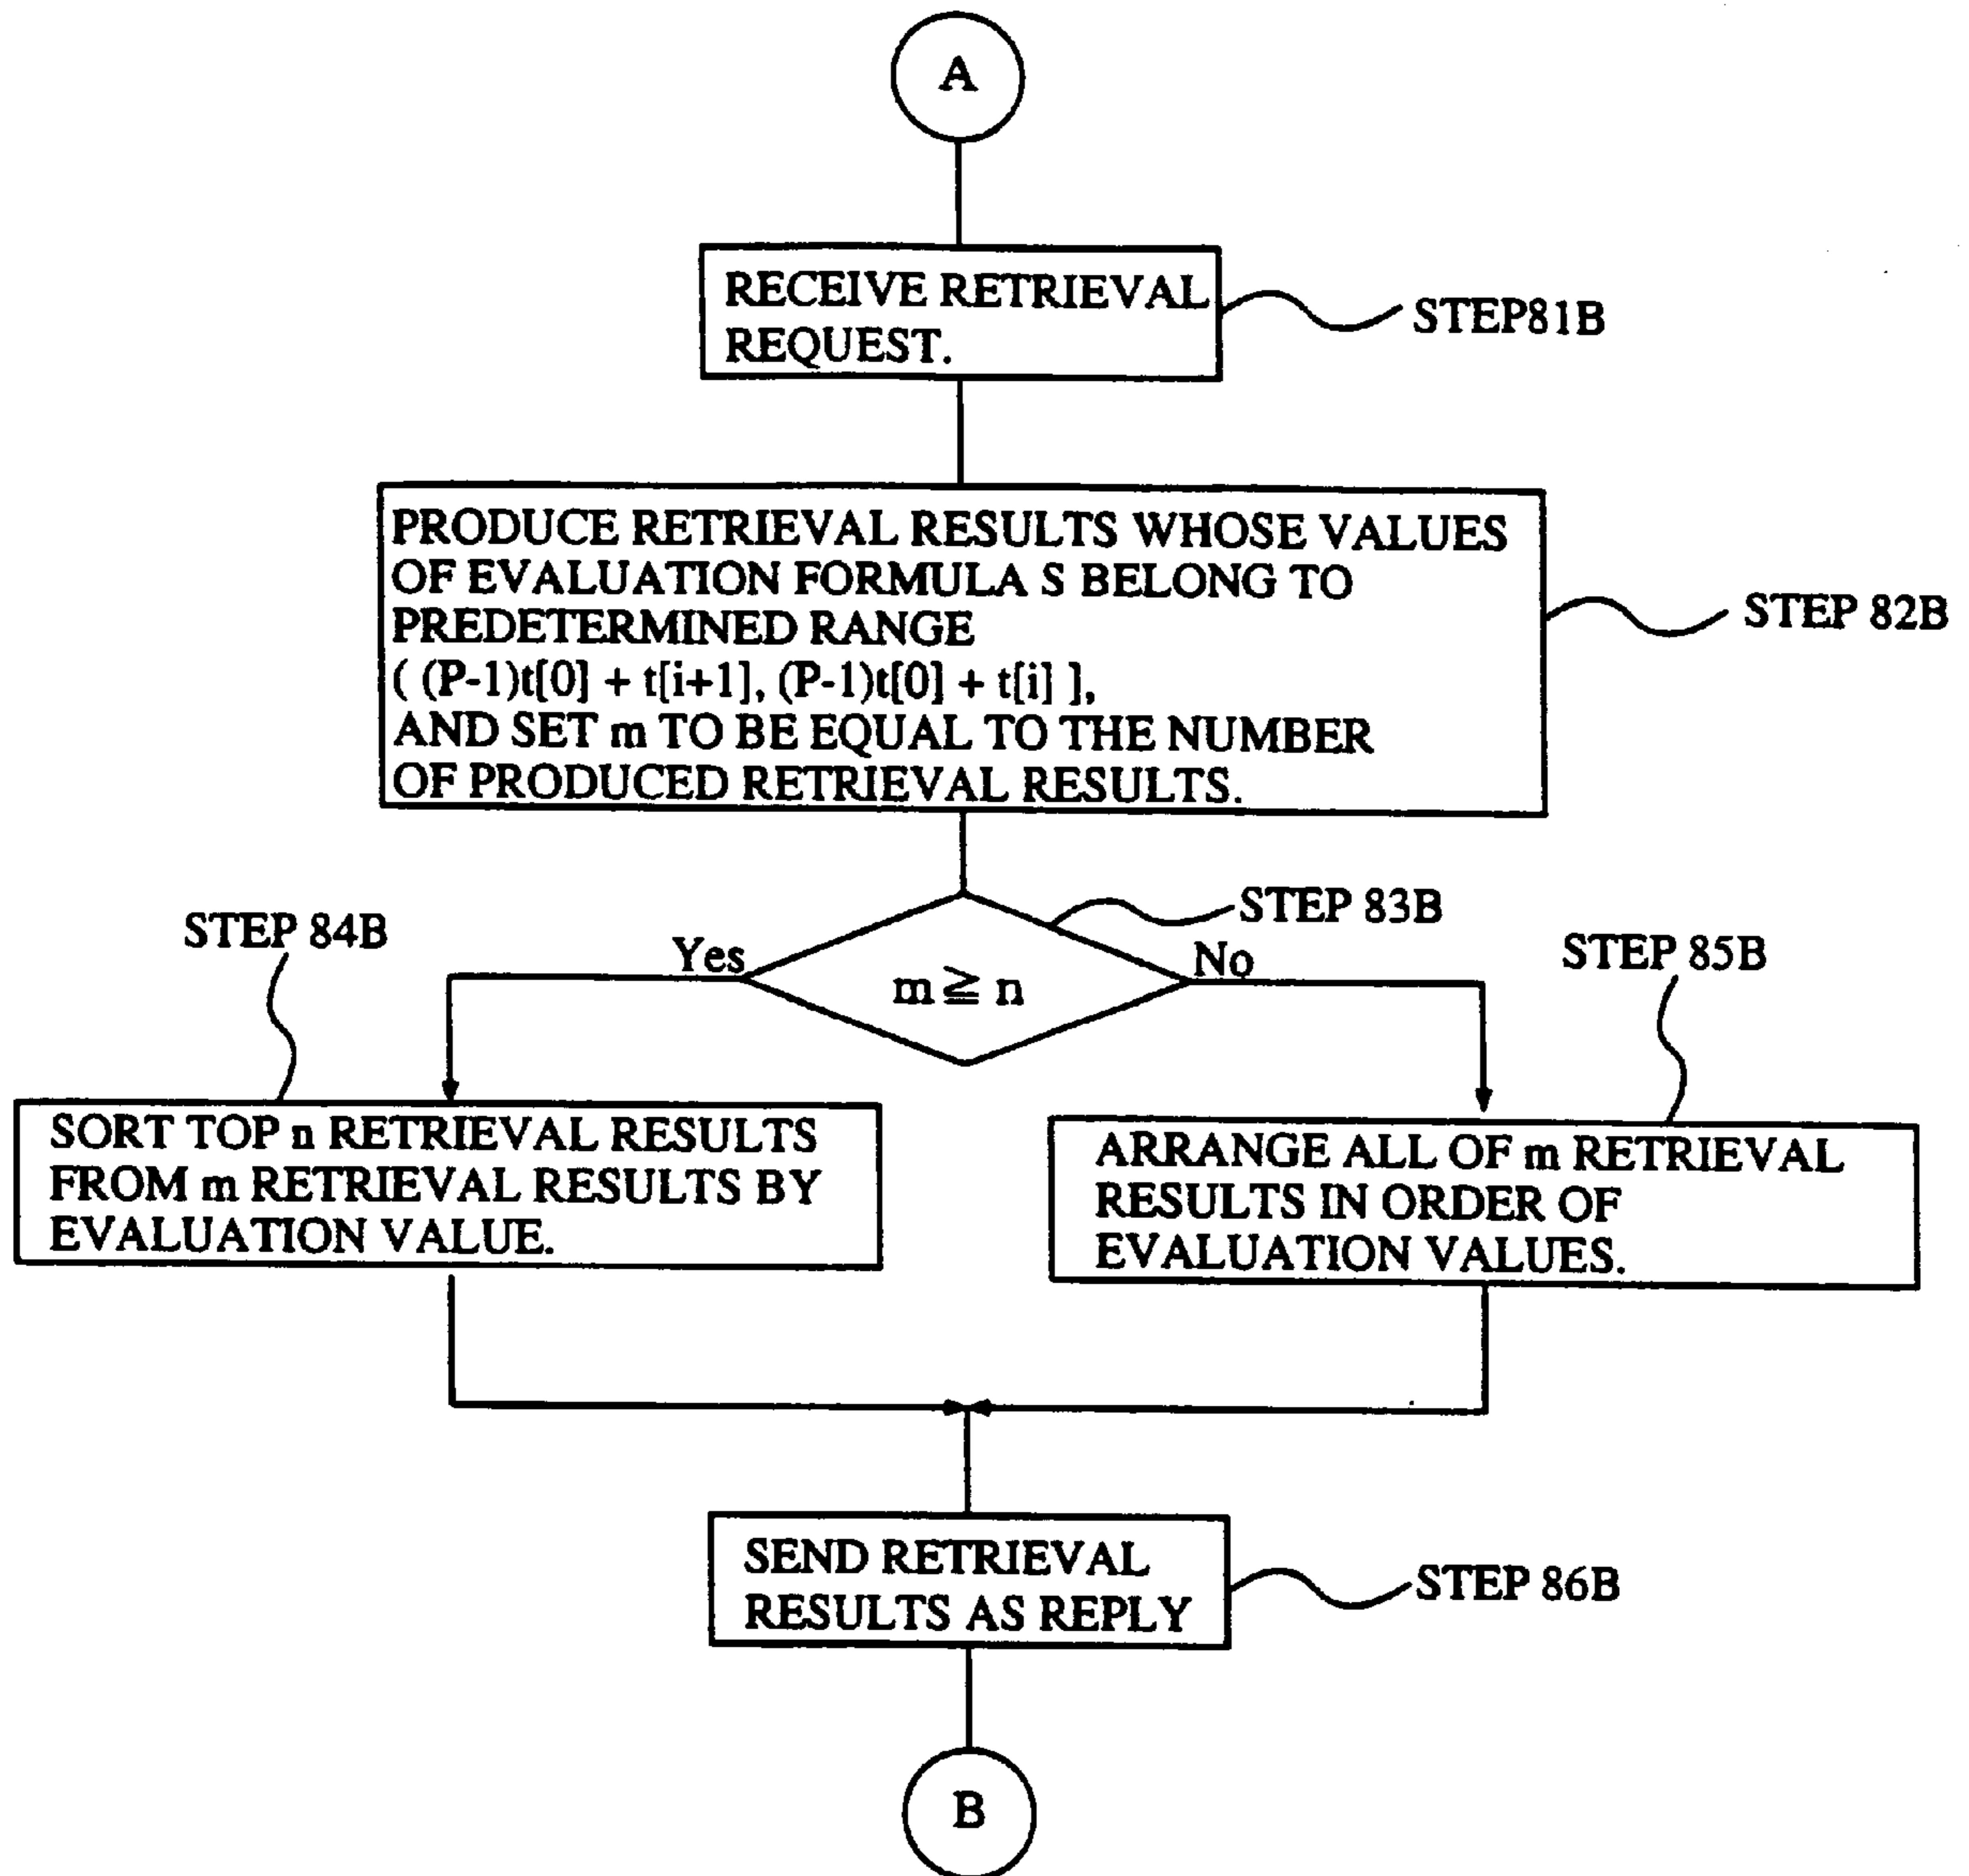 A
RECEIVE RETRIEVAL
REQUEST.
STEP81B
PRODUCE RETRIEVAL RESULTS WHOSE VALUES
OF EVALUATION FORMULA S BELONG TO
PREDETERMINED RANGE
( (P-1)t[0] + t[i+1], (P-1)t[0] + t[i] ],
AND SET m TO BE EQUAL TO THE NUMBER
OF PRODUCED RETRIEVAL RESULTS.
STEP 82B
STEP 83B
STEP 84B
Yes
m ≧ n
No
STEP 85B
SORT TOP n RETRIEVAL RESULTS
FROM m RETRIEVAL RESULTS BY
EVALUATION VALUE.
ARRANGE ALL OF m RETRIEVAL
RESULTS IN ORDER OF
EVALUATION VALUES.
SEND RETRIEVAL
RESULTS AS REPLY
STEP 86B
B